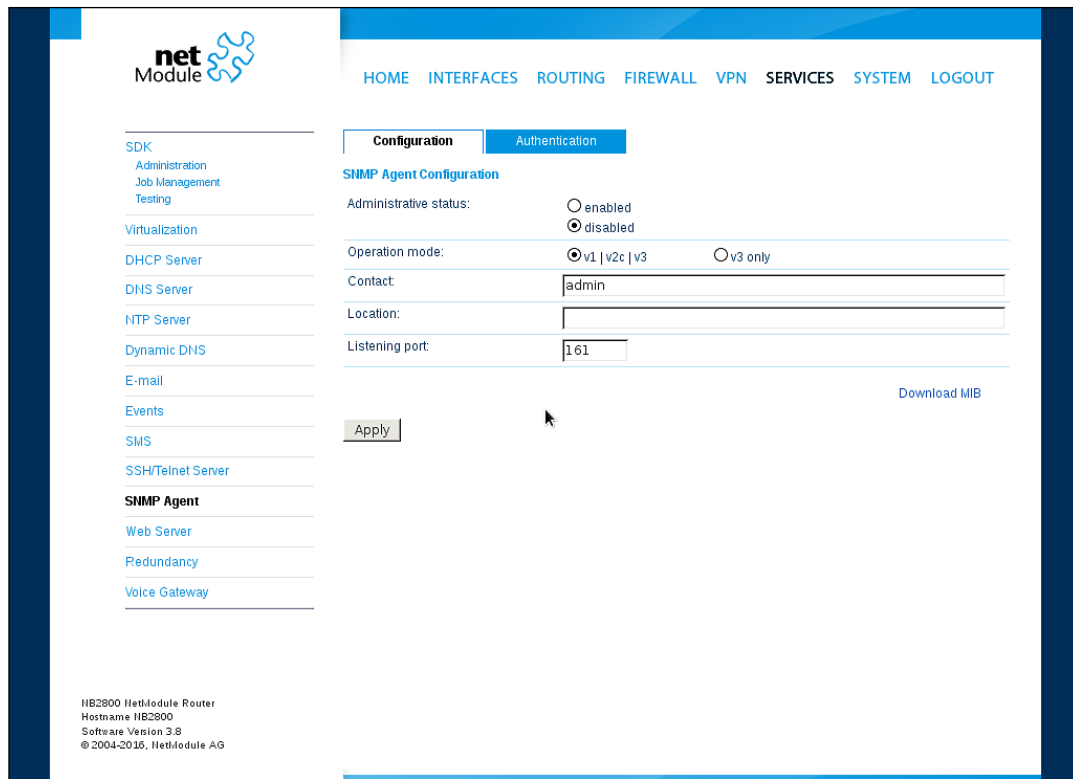 net
Module
HOME INTERFACES ROUTING FIREWALL VPN SERVICES SYSTEM LOGOUT
SDK
Administration
Job Management
Testing
Virtualization
DHCP Server
DNS Server
NTP Server
Dynamic DNS
E-mail
Events
SMS
SSH/Telnet Server
SNMP Agent
Web Server
Redundancy
Voice Gateway
Configuration Authentication
SNMP Agent Configuration
Administrative status:
enabled
disabled
Operation mode: v1 | v2c | v3 v3 only
Contact: admin
Location:
Listening port: 161
Download MIB
Apply
NB2800 NetModule Router
Hostname NB2800
Software Version 3.8
© 2004-2016, NetModule AG